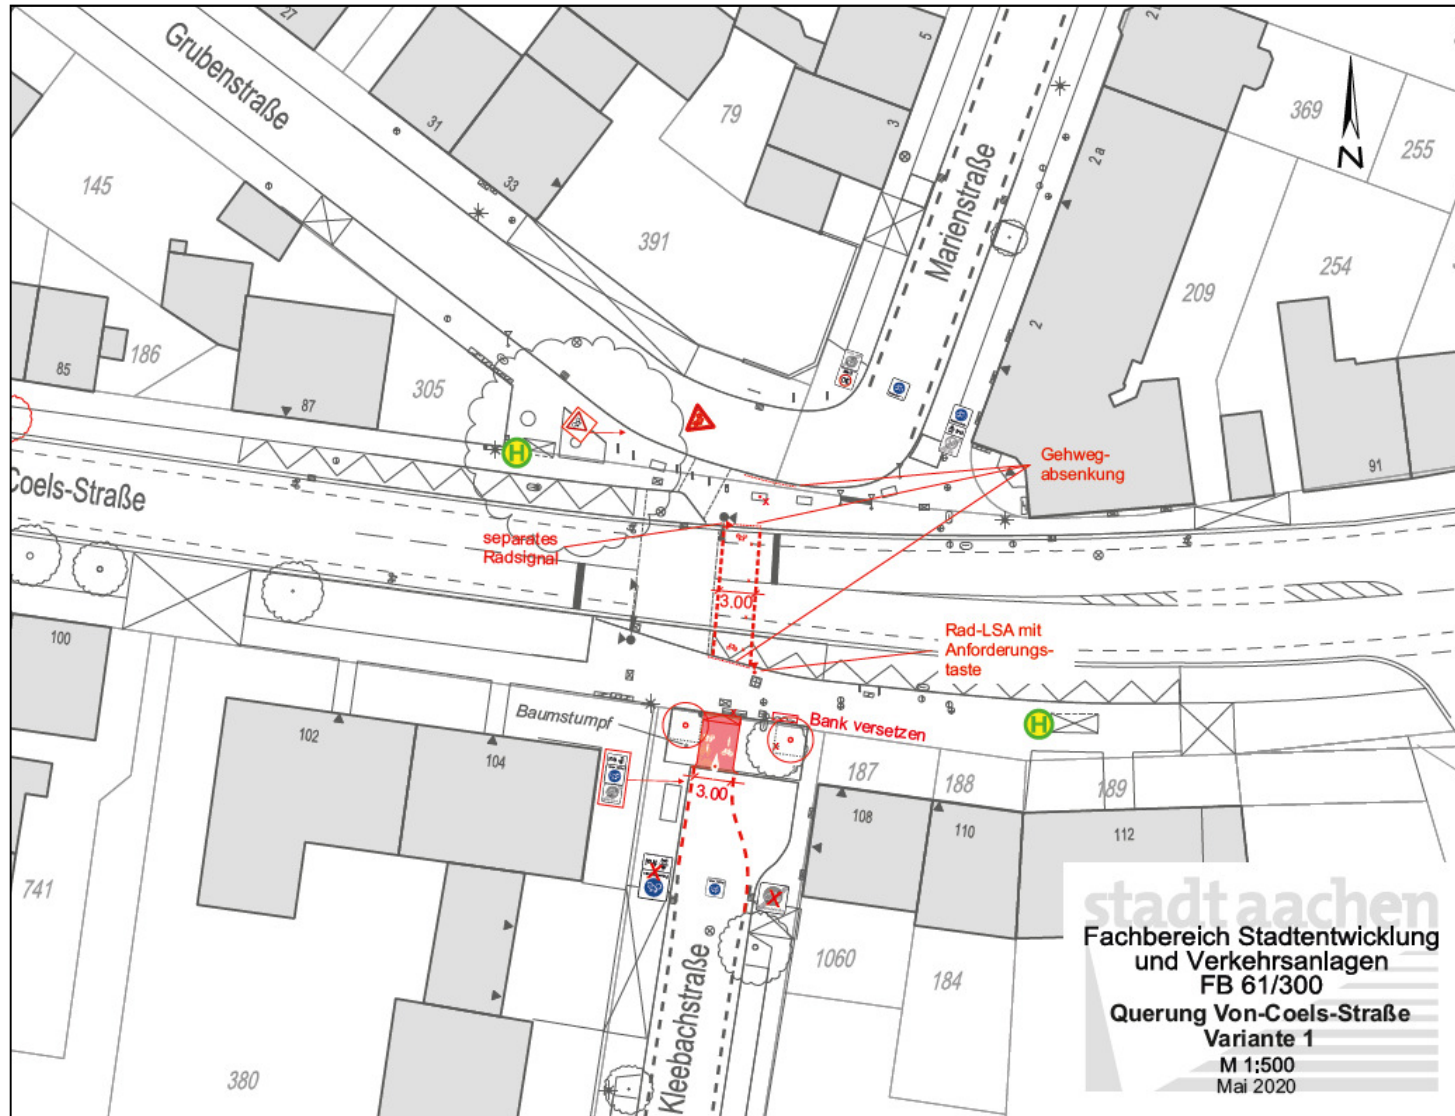 Grubenstraße
27
5
2
31
79
3
369
255
145
33
2 a
391
Marienstraße
209
254
186
85
87
305
2
91
H
Gehweg-
absenkung
Coels-Straße
separates
Radsignal
3.00
100
Rad-LSA mit
Anforderungs-
taste
Baumstumpf
Bank versetzen
H
102
104
3.00
187
188
189
108
110
112
741
1060
184
380
Kleebachstraße
N
stadt aachen
Fachbereich Stadtentwicklung
und Verkehrsanlagen
FB 61/300
Querung Von-Coels-Straße
Variante 1
M 1:500
Mai 2020